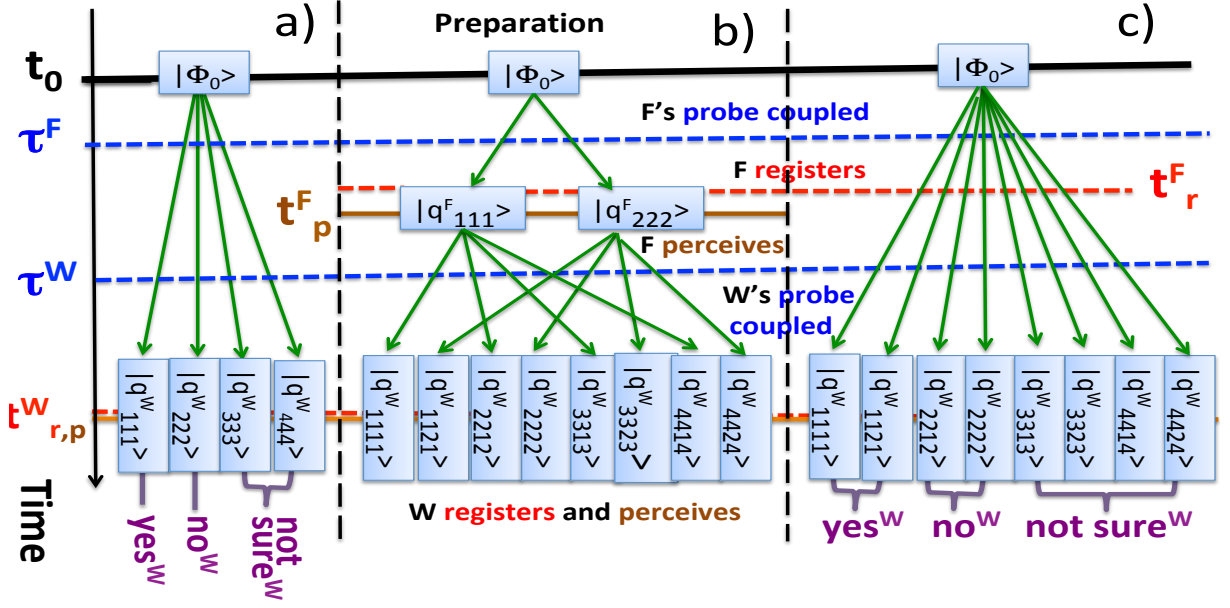 a)
Preparation
b)
c)
t0
|Φ0>
|Φ0>
|Φ0>
F's probe coupled
τF
F registers
tFr
tFp
|qF111>
|qF222>
F perceives
τW
W's probe
coupled
tWr,p
|qW111>
|qW222>
|qW333>
|qW444>
|qW1111>
|qW1121>
|qW2212>
|qW2222>
|qW3313>
|qW3323>
|qW4414>
|qW4424>
|qW1111>
|qW1121>
|qW2212>
|qW2222>
|qW3313>
|qW3323>
|qW4414>
|qW4424>
Time
yesW
noW
not
sureW
W registers and perceives
yesW
noW
not sureW